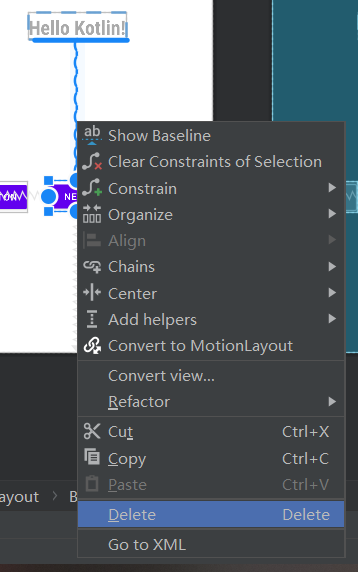 Hello Kotlin!
NE
ab
Show Baseline
Clear Constraints of Selection
Constrain
Organize
Align
Chains
Center
Add helpers
Convert to MotionLayout
Convert view...
Refactor
Cut Ctrl+X
Copy Ctrl+C
Paste Ctrl+V
ayout > B
Delete Delete
Go to XML